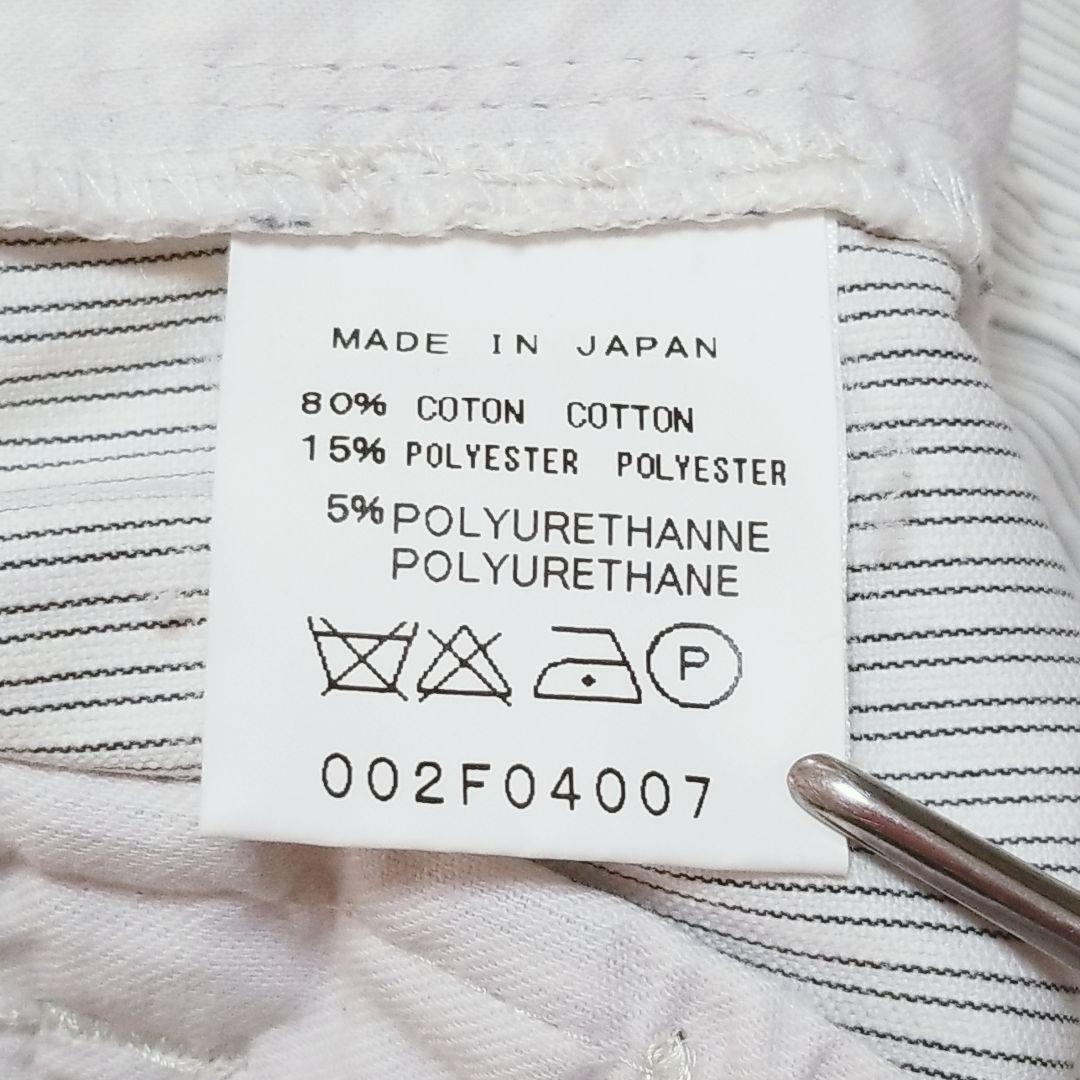 MADE IN JAPAN
80% COTON COTTON
15% POLYESTER POLYESTER
5% POLYURETHANNE
POLYURETHANE
P
002F04007